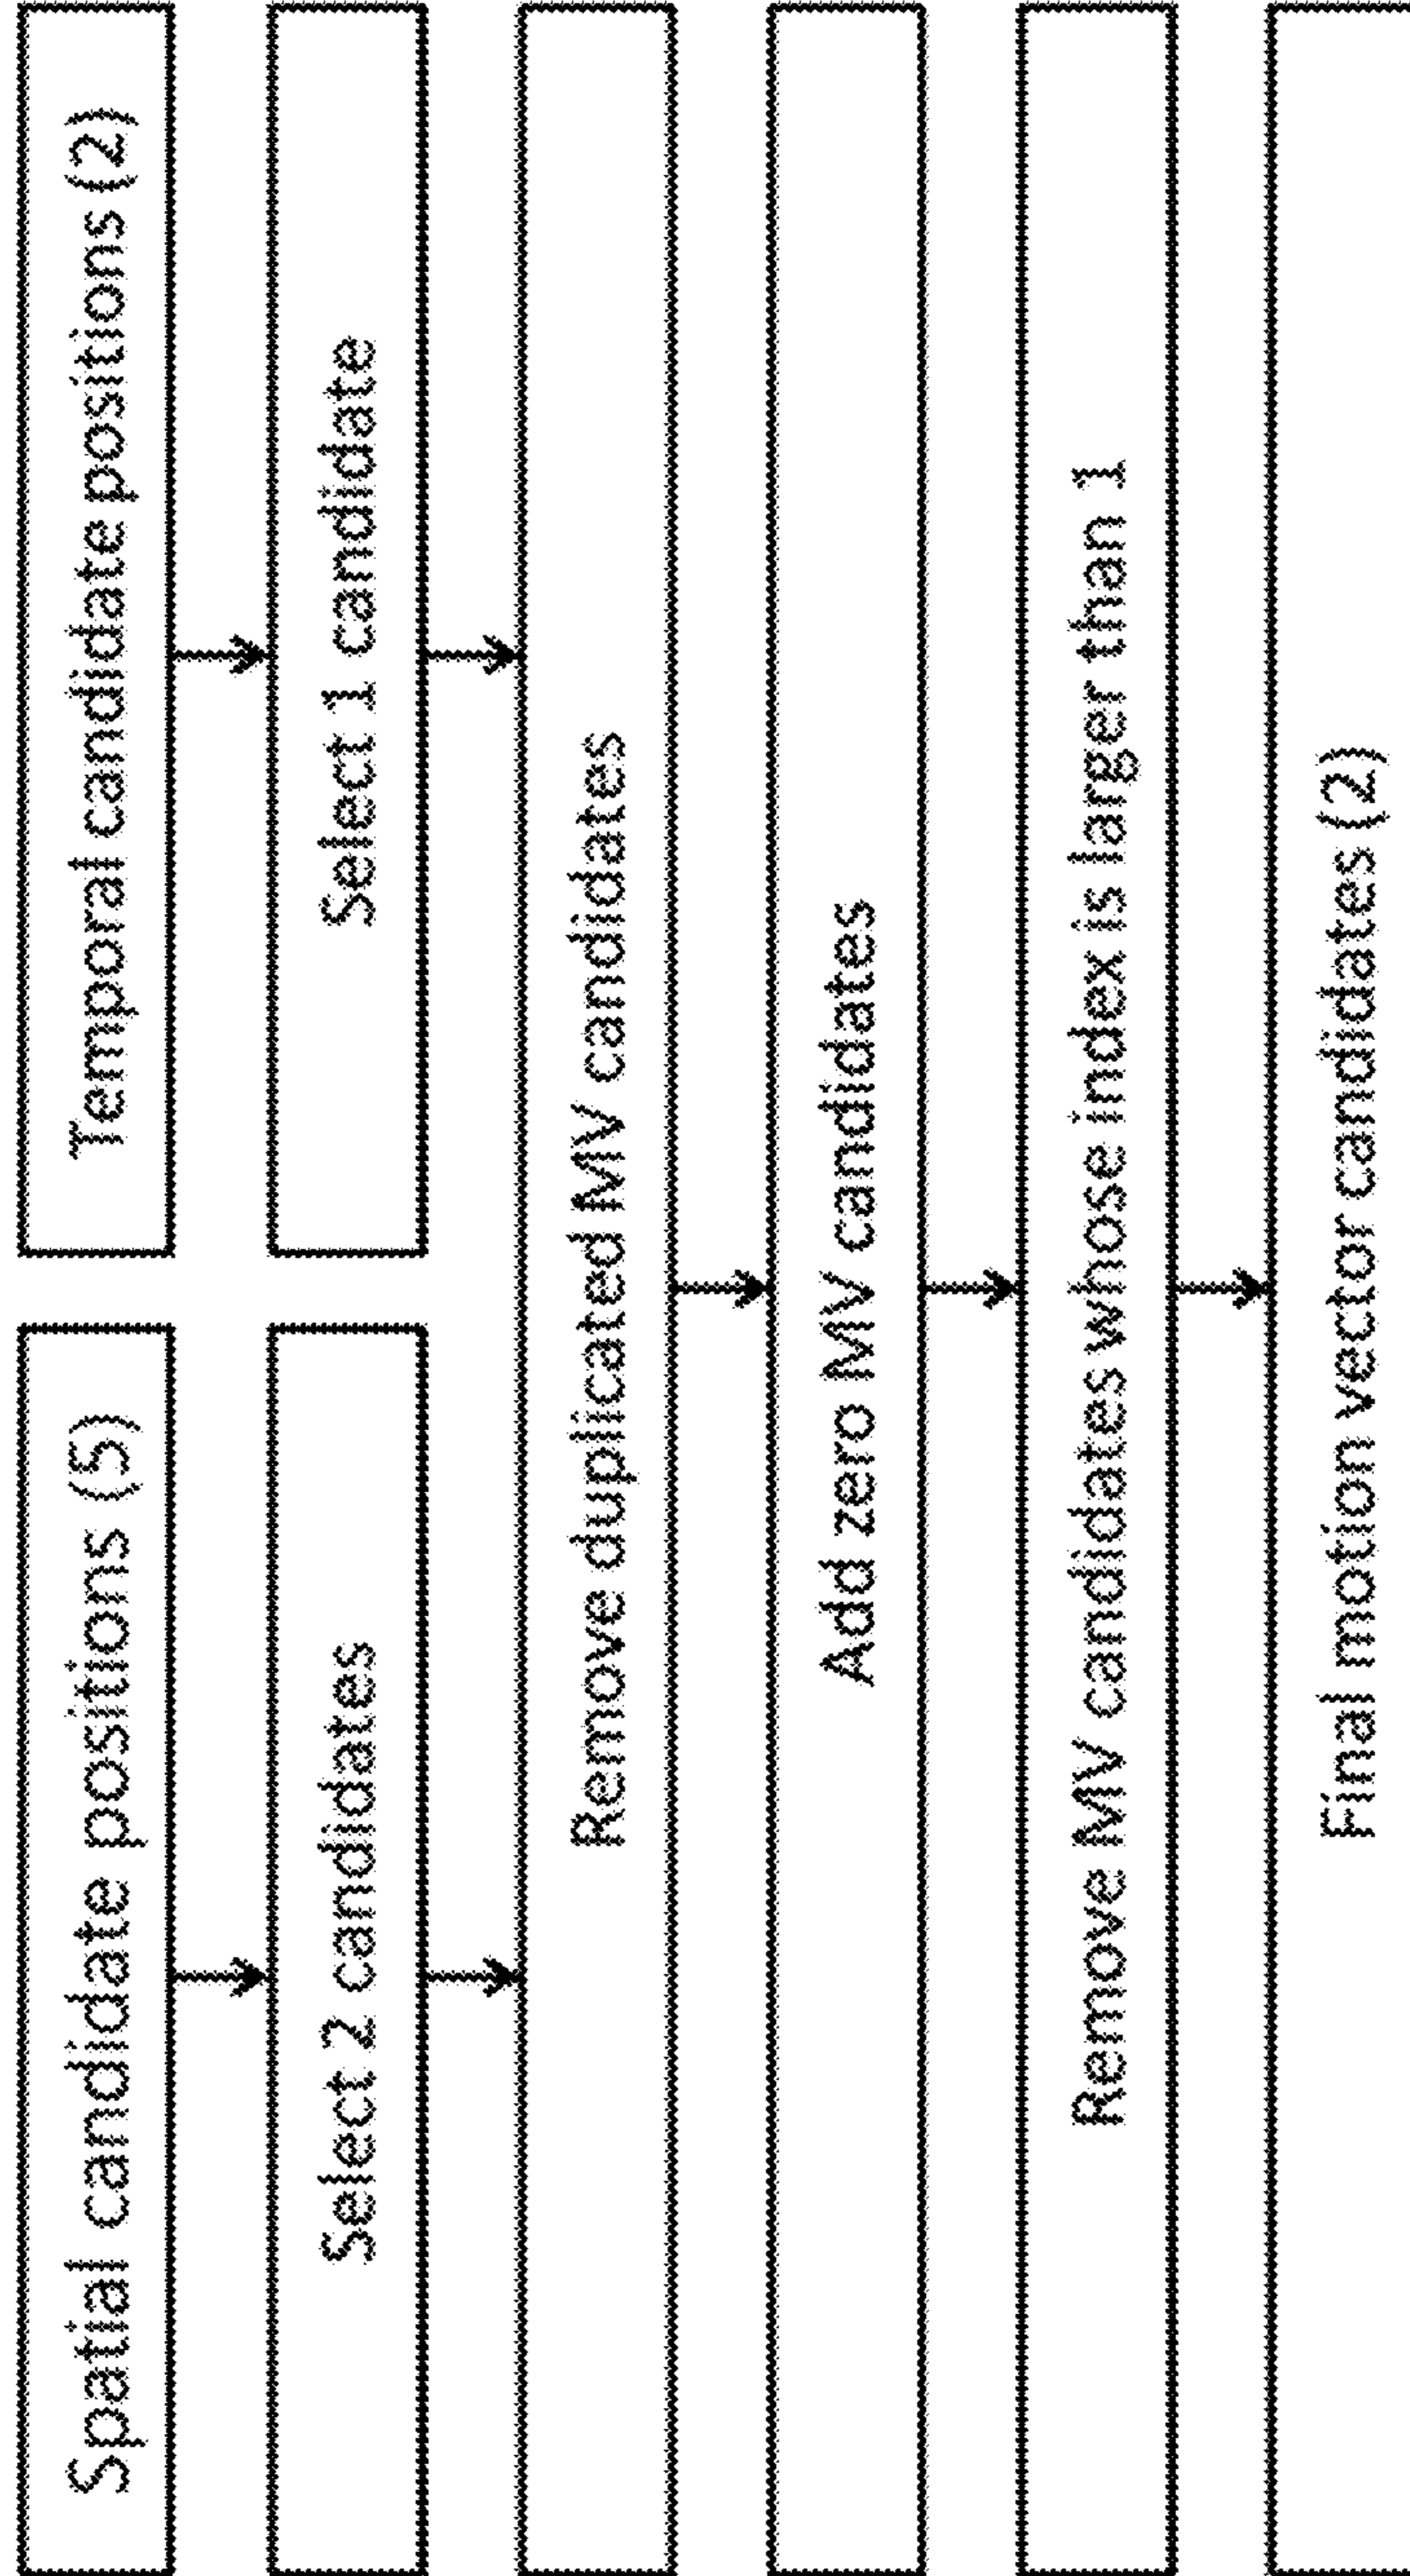 Spatial candidate positions (5)
Temporal candidate positions (2)
Select 2 candidates
Select 1 candidate
Remove duplicated MV candidates
Add zero MV candidates
Remove MV candidates whose index is larger than 1
Final motion vector candidates (2)